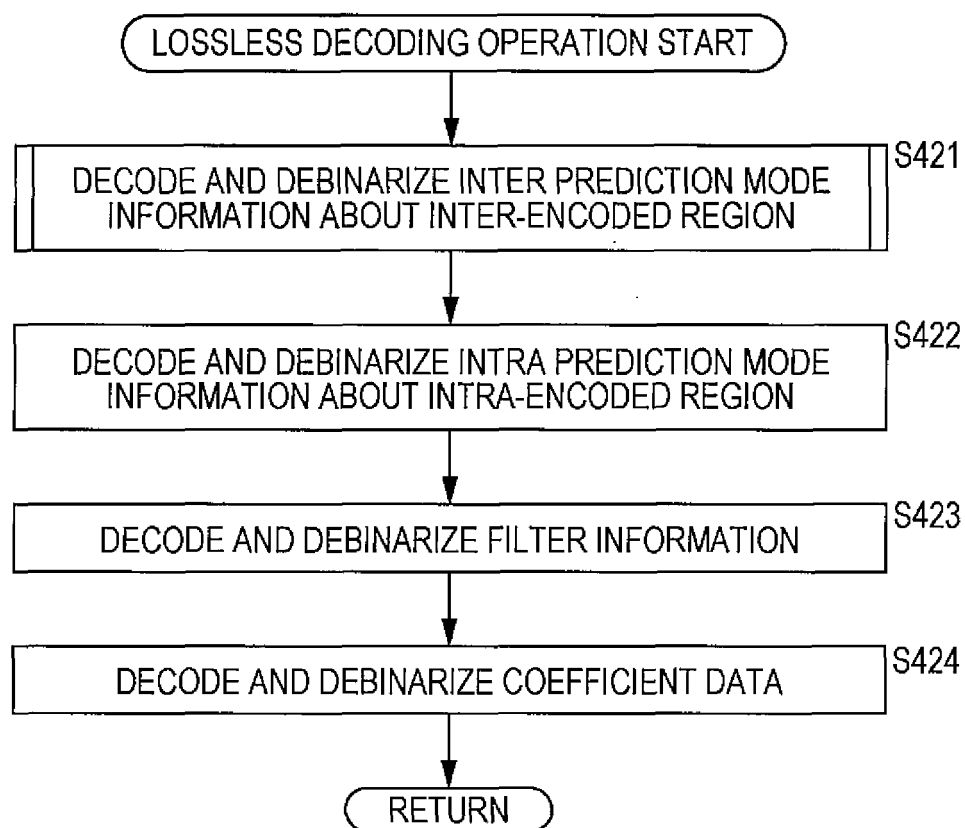 LOSSLESS DECODING OPERATION START
S421
DECODE AND DEBINARIZE INTER PREDICTION MODE
INFORMATION ABOUT INTER-ENCODED REGION
S422
DECODE AND DEBINARIZE INTRA PREDICTION MODE
INFORMATION ABOUT INTRA-ENCODED REGION
S423
DECODE AND DEBINARIZE FILTER INFORMATION
S424
DECODE AND DEBINARIZE COEFFICIENT DATA
RETURN